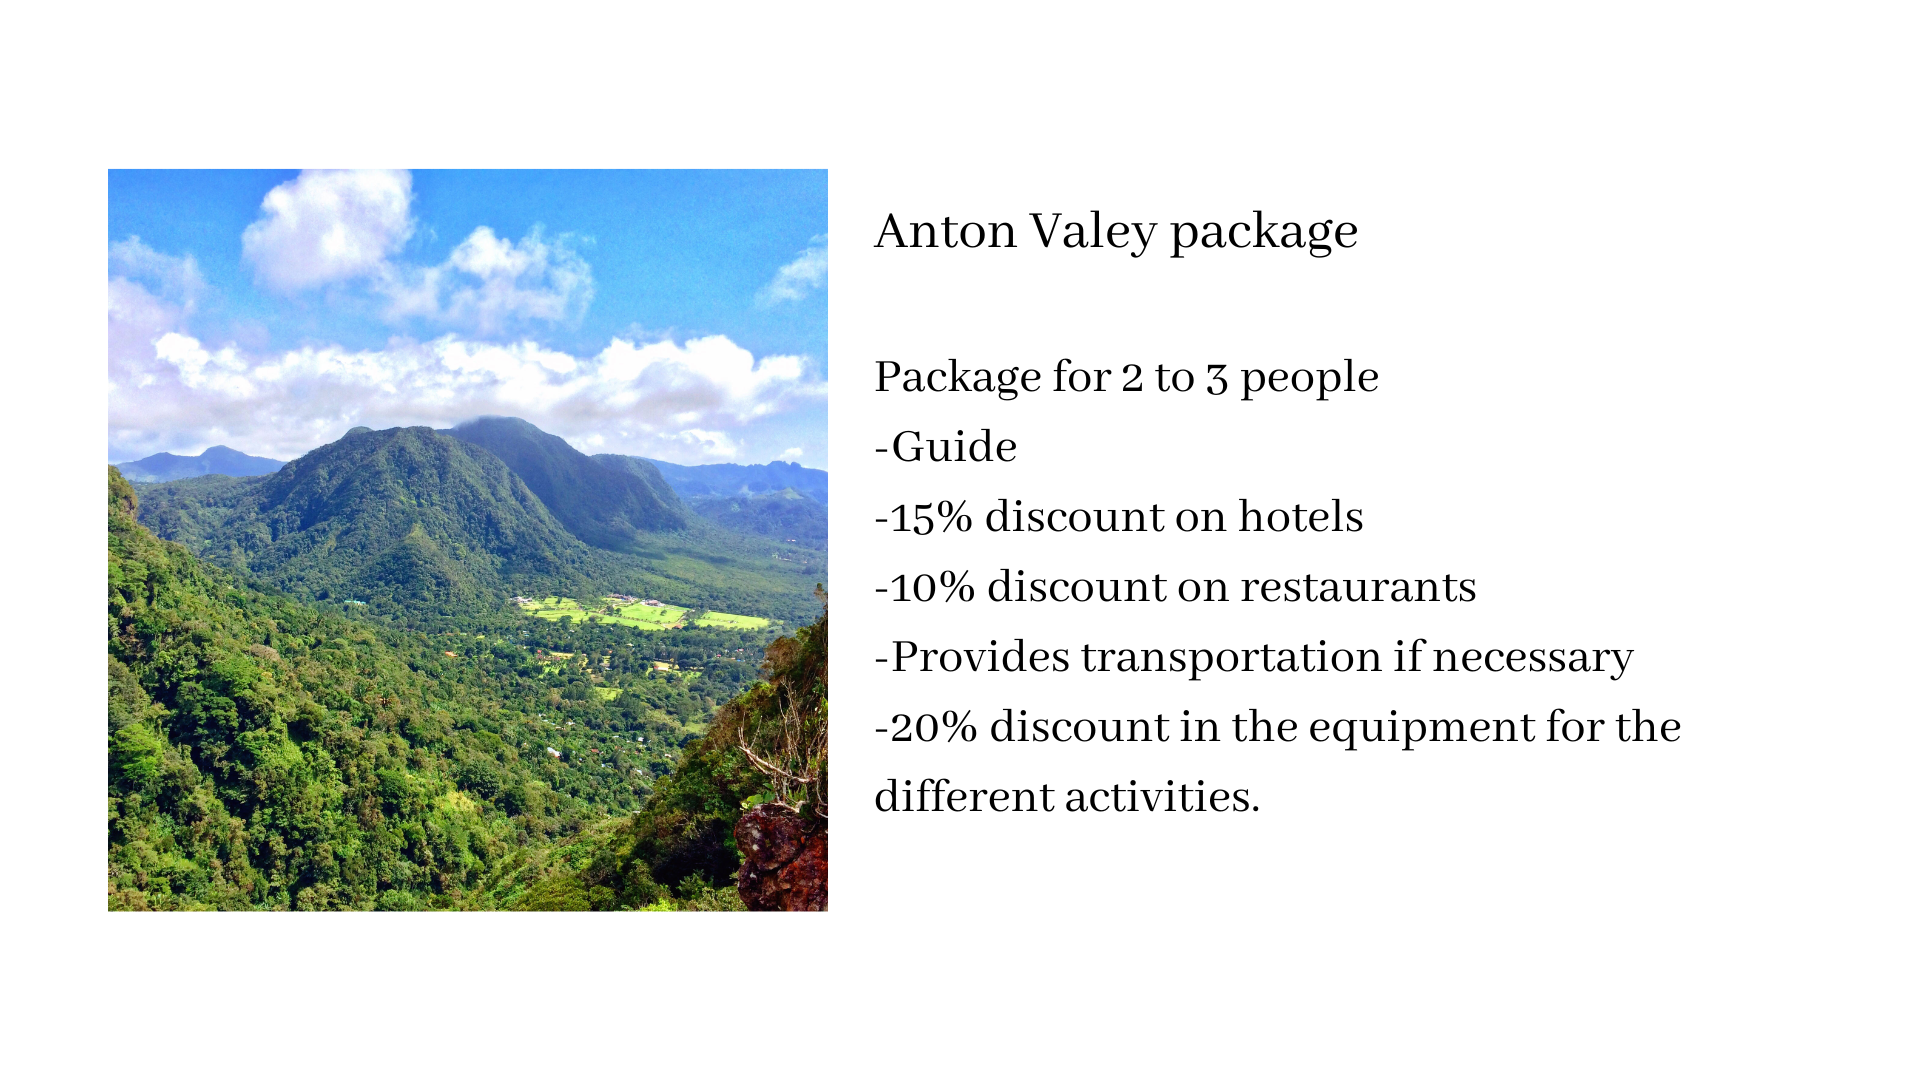 Anton Valey package
Package for 2 to 3 people
-Guide
-15% discount on hotels
-10% discount on restaurants
-Provides transportation if necessary
-20% discount in the equipment for the
different activities.